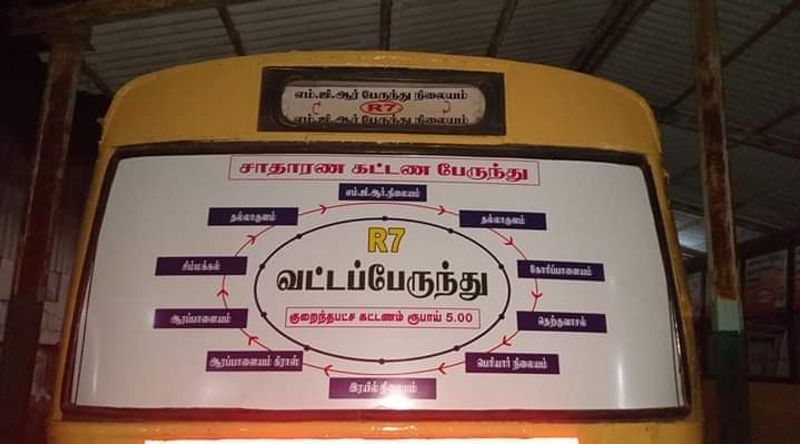 எம்.ஜி.ஆர் பேருந்து நிலையம்
R7
எம்.ஜி.ஆர் பேருந்து நிலையம்
சாதாரண கட்டண பேருந்து
எம்.ஜி.ஆர்.நிலையம்
தல்லாகுளம்
தல்லாகுளம்
R7
சிம்மக்கல்
வட்டப்பேருந்து
கோரிப்பாளையம்
ஆரப்பாளையம்
குறைந்தபட்ச கட்டணம் ரூபாய் 5.00
தெற்குவாசல்
ஆரப்பாளையம் கிராஸ்
பெரியார் நிலையம்
இரயில் நிலையம்